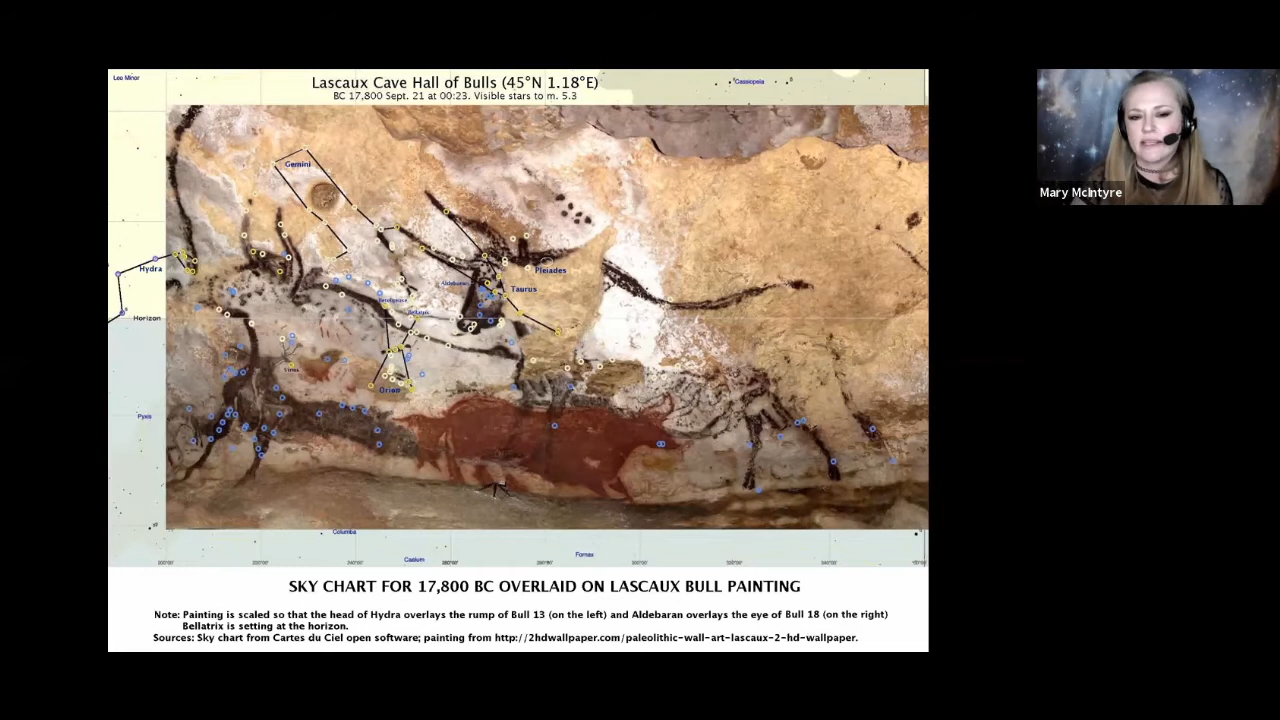 Leo Minor
Lascaux Cave Hall of Bulls (45°N 1.18°E)
Cassiopeia
BC 17,800 Sept. 21 at 00:23. Visible stars to m. 5.3
Gemini
Mary McIntyre
Hydra
Pleiades
Aldebaran
Taurus
Betelgeuse
Bellatrix
Horizon
Venus
Orion
Pyxis
Columba
Caelum
Fornax
SKY CHART FOR 17,800 BC OVERLAID ON LASCAUX BULL PAINTING
Note: Painting is scaled so that the head of Hydra overlays the rump of Bull 13 (on the left) and Aldebaran overlays the eye of Bull 18 (on the right)
Bellatrix is setting at the horizon.
Sources: Sky chart from Cartes du Ciel open software; painting from http://2hdwallpaper.com/paleolithic-wall-art-lascaux-2-hd-wallpaper.